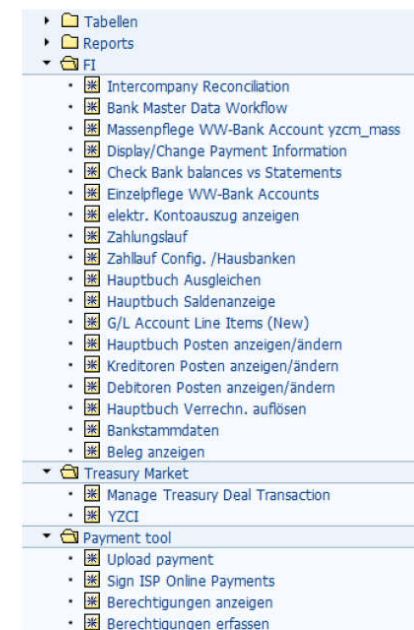 Tabellen
Reports
FI
Intercompany Reconciliation
Bank Master Data Workflow
Massenpflege WW-Bank Account yzcm_mass
Display/Change Payment Information
Check Bank balances vs Statements
Einzelpflege WW-Bank Accounts
elektr. Kontoauszug anzeigen
Zahlungslauf
Zahllauf Config. /Hausbanken
Hauptbuch Ausgleichen
Hauptbuch Saldenanzeige
G/L Account Line Items (New)
Hauptbuch Posten anzeigen/ändern
Kreditoren Posten anzeigen/ändern
Debitoren Posten anzeigen/ändern
Hauptbuch Verrechn. auflösen
Bankstammdaten
Beleg anzeigen
Treasury Market
Manage Treasury Deal Transaction
YZCI
Payment tool
Upload payment
Sign ISP Online Payments
Berechtigungen anzeigen
Berechtigungen erfassen